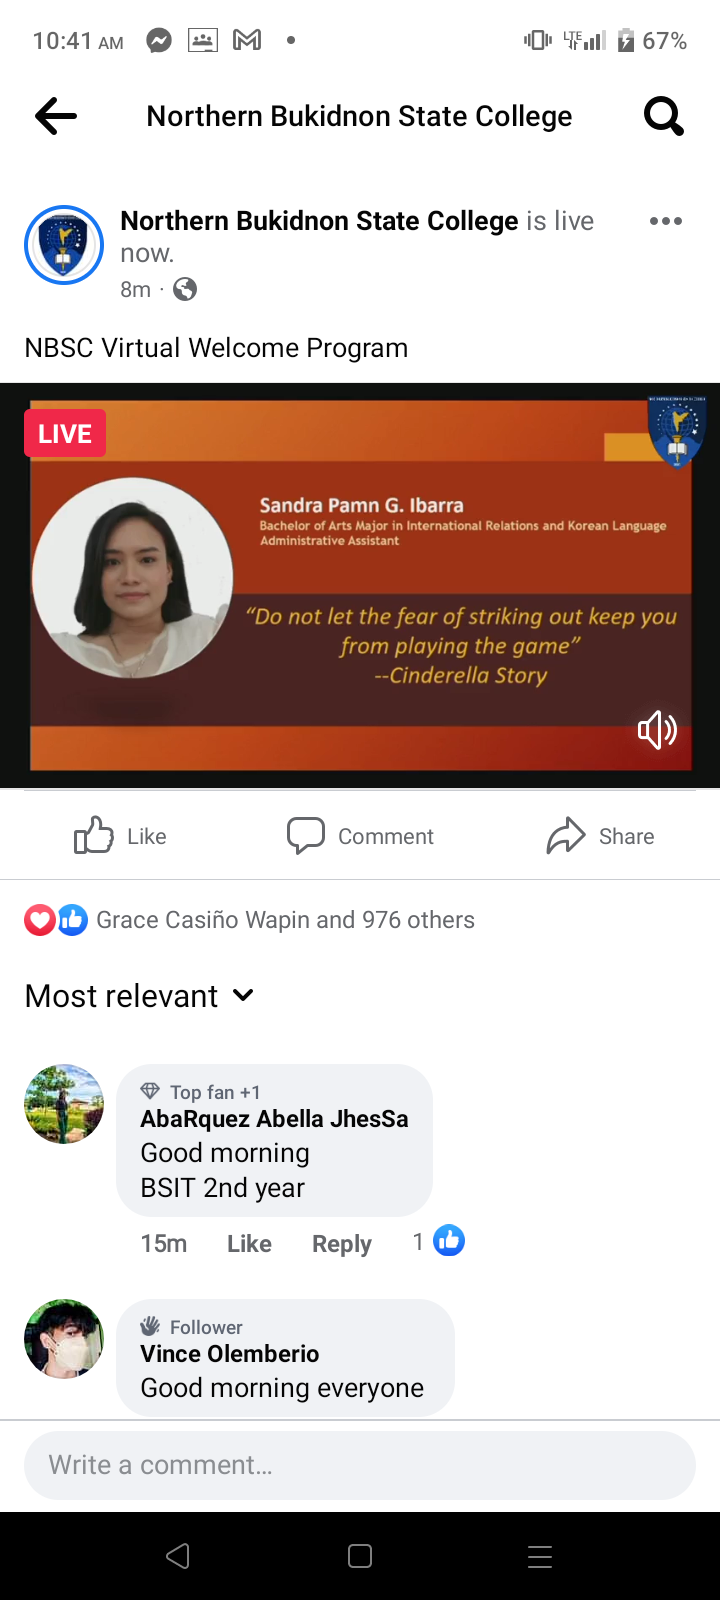 10:41 AM
LTE
67%
Northern Bukidnon State College
Northern Bukidnon State College is live
now.
8m ·
NBSC Virtual Welcome Program
LIVE
Sandra Pamn G. Ibarra
Bachelor of Arts Major in International Relations and Korean Language
Administrative Assistant
“Do not let the fear of striking out keep you
from playing the game”
--Cinderella Story
Like
Comment
Share
Grace Casiño Wapin and 976 others
Most relevant
Top fan +1
AbaRquez Abella JhesSa
Good morning
BSIT 2nd year
15m Like Reply 1
Follower
Vince Olemberio
Good morning everyone
Write a comment...